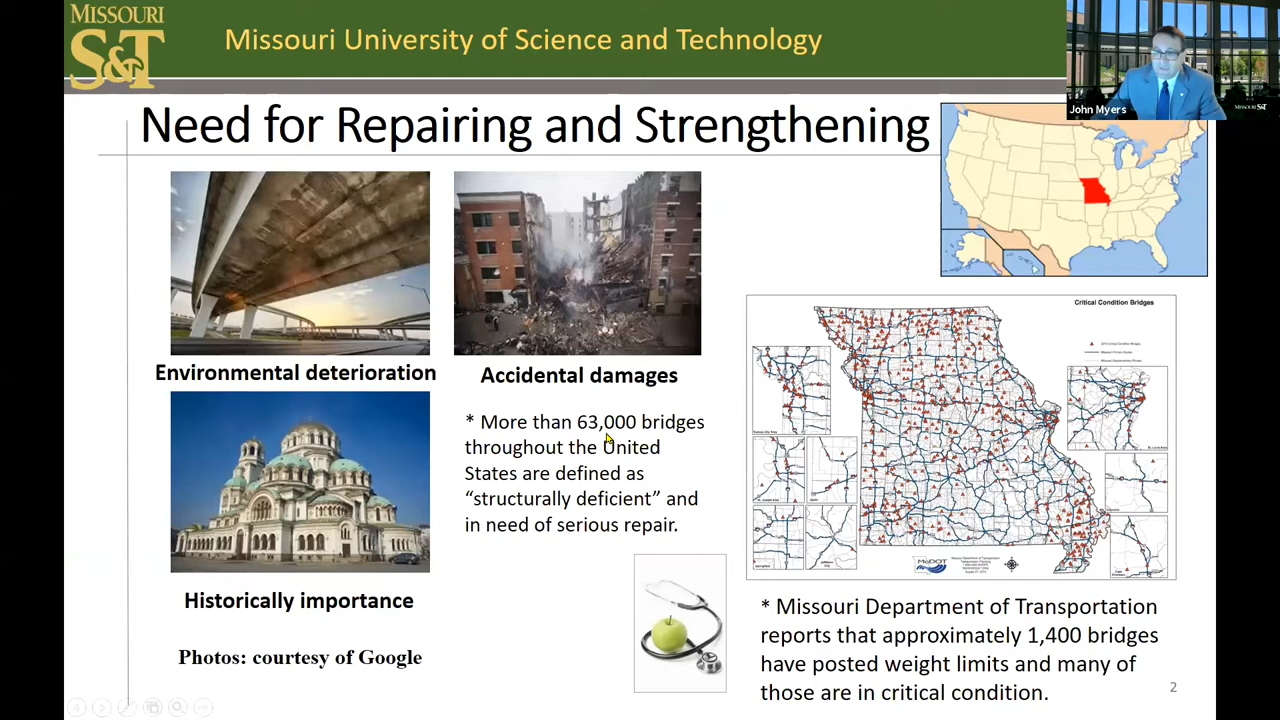 MISSOURI
S&T
Missouri University of Science and Technology
John Myers
MISSOURI S&T
Need for Repairing and Strengthening
Environmental deterioration
Accidental damages
* More than 63,000 bridges
throughout the United
States are defined as
“structurally deficient” and
in need of serious repair.
Historically importance
Photos: courtesy of Google
Critical Condition Bridges
MoDOT
* Missouri Department of Transportation
reports that approximately 1,400 bridges
have posted weight limits and many of
those are in critical condition.
2